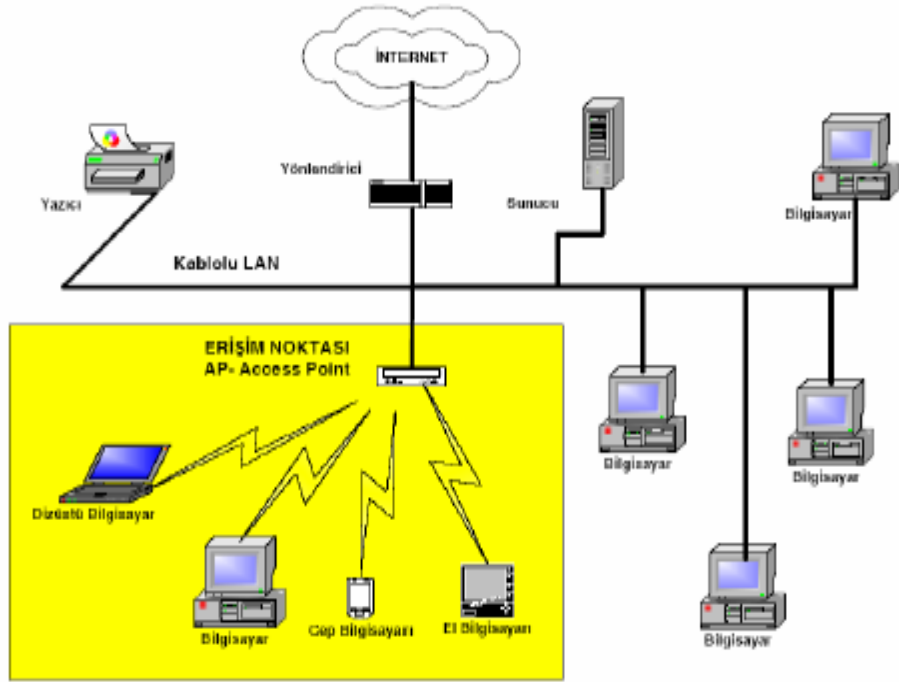 İNTERNET
Yönlendirici
Yazıcı
Sunucu
Bilgisayar
Kablolu LAN
ERİŞİM NOKTASI
AP- Access Point
Bilgisayar
Bilgisayar
Dizüstü Bilgisayar
Bilgisayar
Cep Bilgisayarı
El Bilgisayarı
Bilgisayar